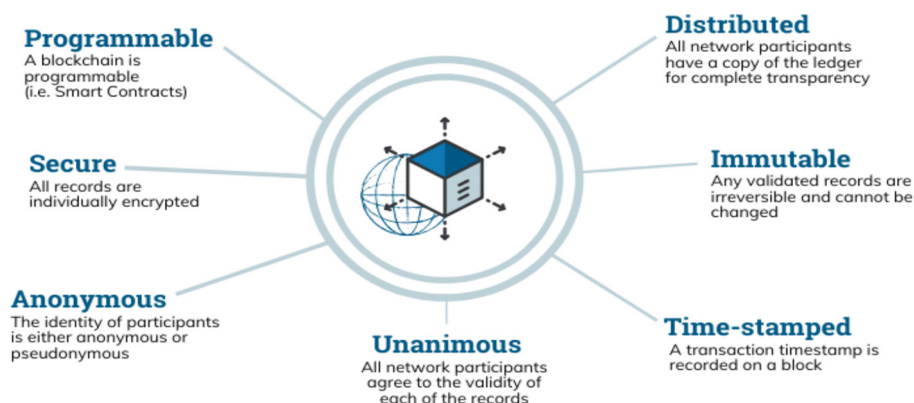 Programmable
A blockchain is
programmable
(i.e. Smart Contracts)
Distributed
All network participants
have a copy of the ledger
for complete transparency
Secure
All records are
individually encrypted
Immutable
Any validated records are
irreversible and cannot be
changed
Anonymous
The identity of participants
is either anonymous or
pseudonymous
Unanimous
All network participants
agree to the validity of
each of the records
Time-stamped
A transaction timestamp is
recorded on a block